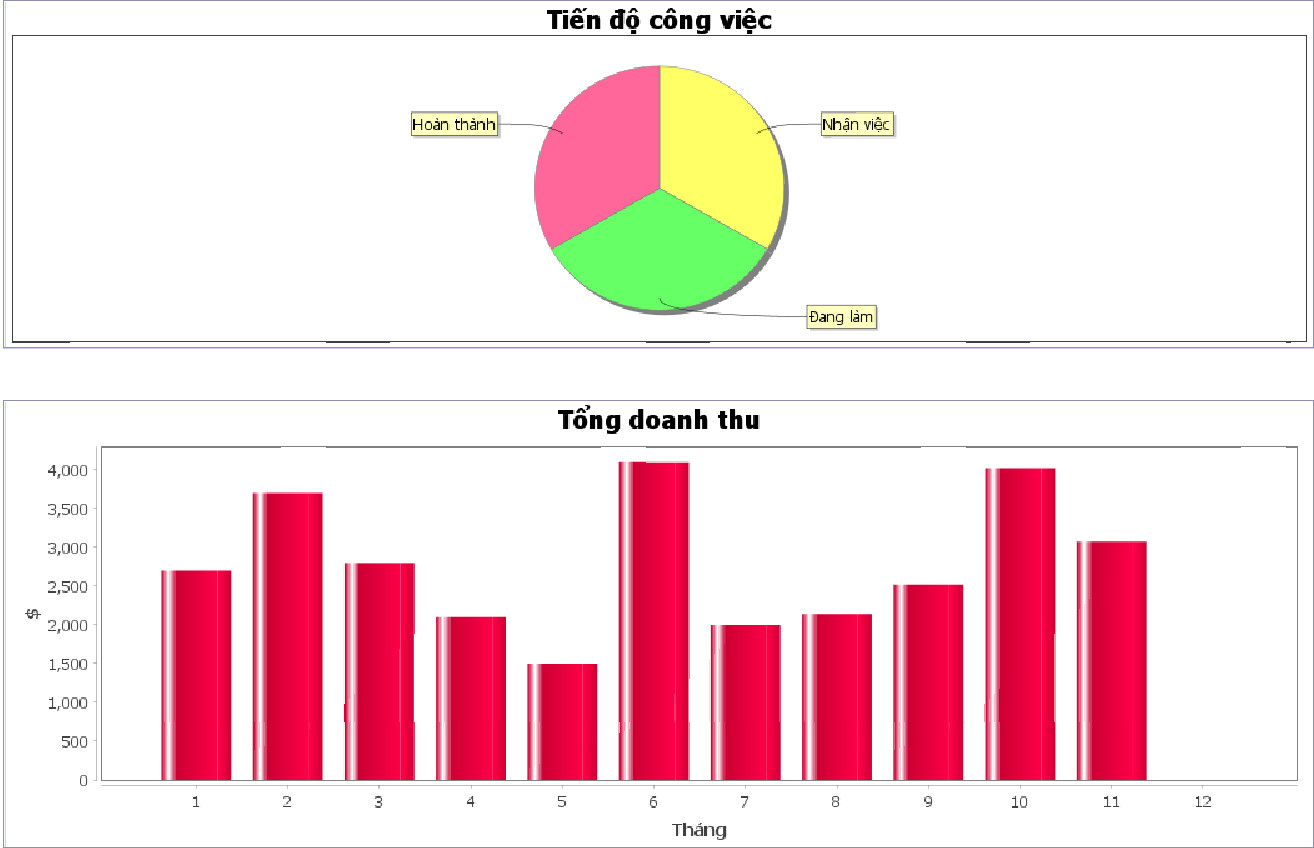 Tiến độ công việc
Hoàn thành
Nhận việc
Đang làm
Tổng doanh thu
4,000
3,500
3,000
2,500
2,000
1,500
1,000
500
0
$
1 2 3 4 5 6 7 8 9 10 11 12
Tháng